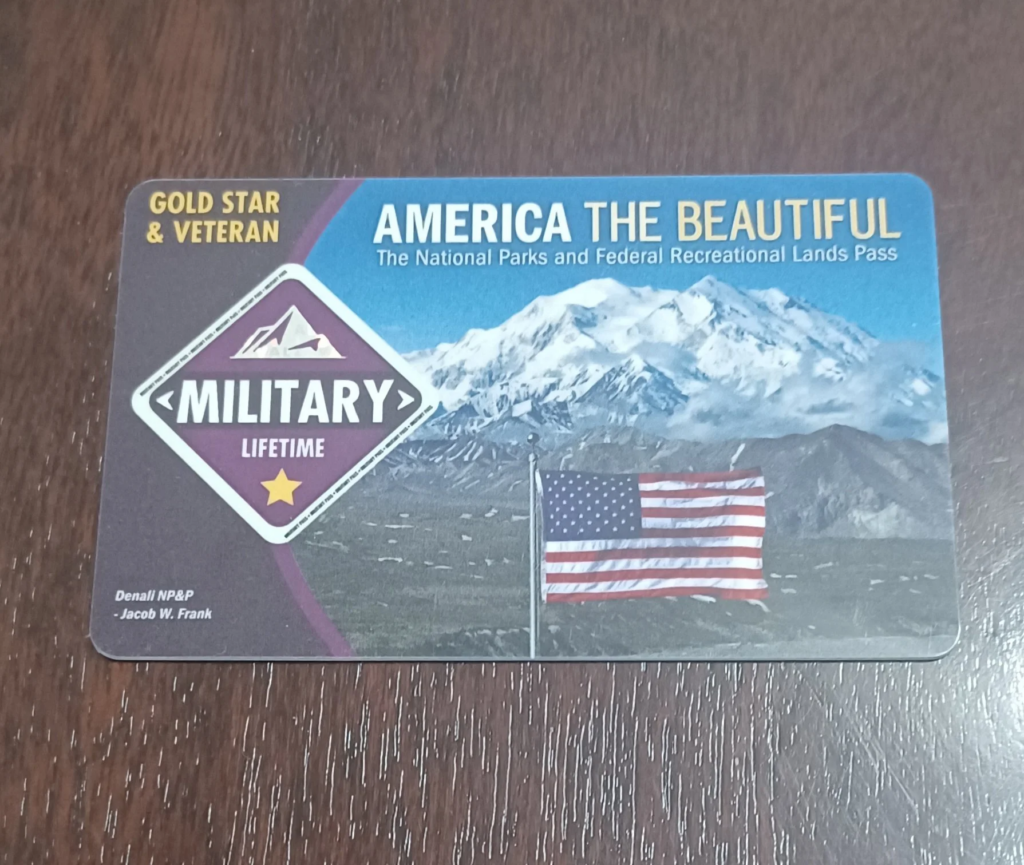 GOLD STAR
& VETERAN
AMERICA THE BEAUTIFUL
The National Parks and Federal Recreational Lands Pass
<MILITARY>
LIFETIME
Denali NP&P
- Jacob W. Frank